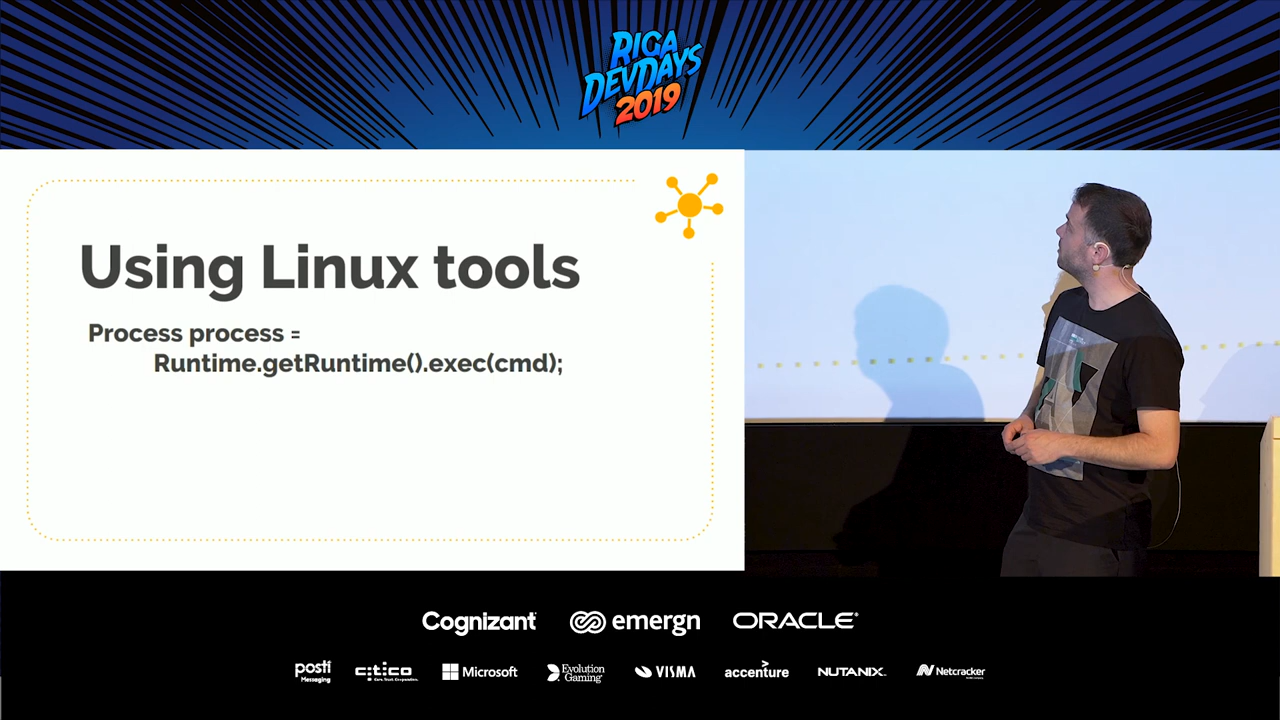 RIGA
DEVDAYS
2019
Using Linux tools
Process process =
Runtime.getRuntime().exec(cmd);
Cognizant
emergn
ORACLE®
posti
Messaging
citco
Microsoft
Evolution
Gaming
VISMA
accenture
NUTANIX
Netcracker